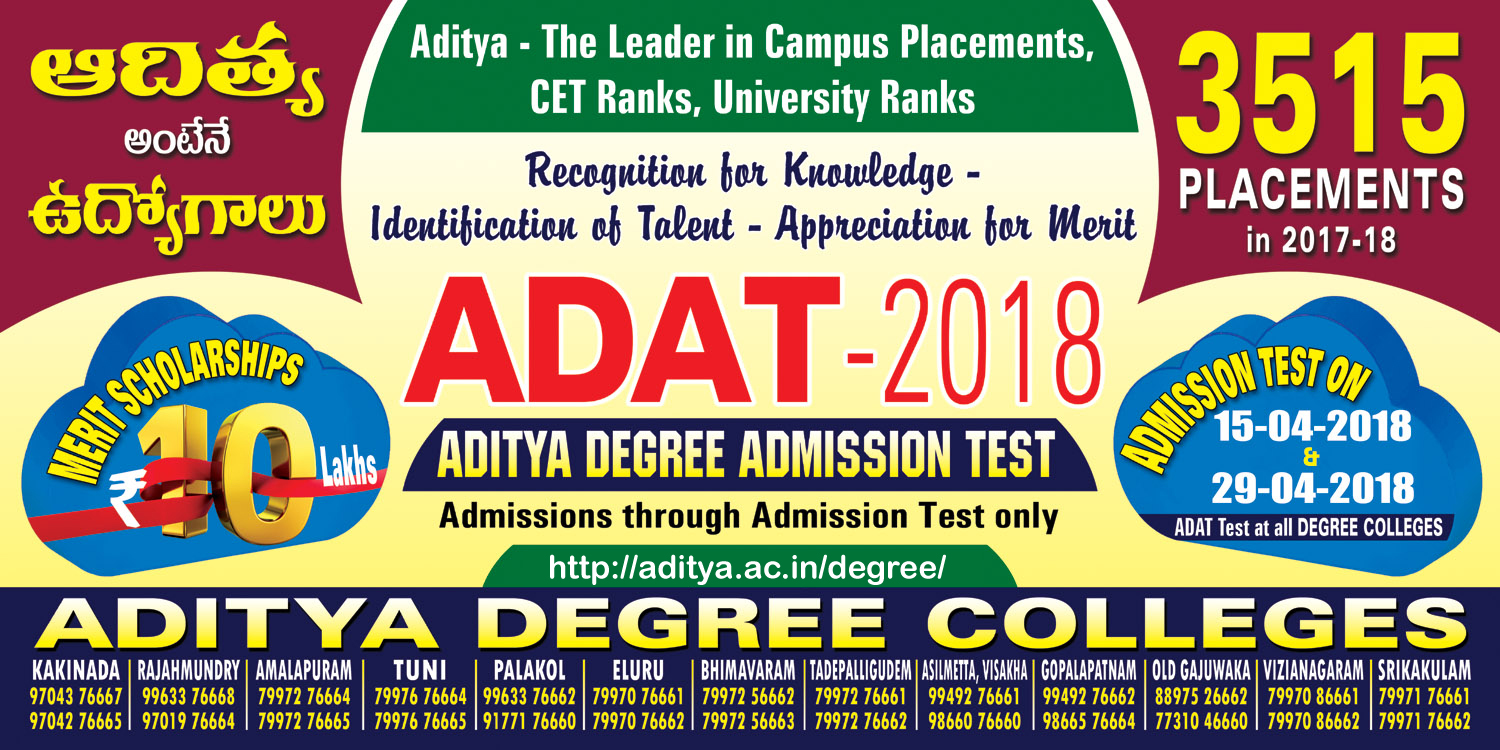 ఆదిత్య
అంటేనే
ఉద్యోగాలు
Aditya - The Leader in Campus Placements,
CET Ranks, University Ranks
3515
PLACEMENTS
in 2017-18
Recognition for Knowledge -
Identification of Talent - Appreciation for Merit
ADAT-2018
ADITYA DEGREE ADMISSION TEST
Admissions through Admission Test only
http://aditya.ac.in/degree/
MERIT SCHOLARSHIPS
₹ 10 Lakhs
ADMISSION TEST ON
15-04-2018
&
29-04-2018
ADAT Test at all DEGREE COLLEGES
ADITYA DEGREE COLLEGES
KAKINADA
97043 76667
97042 76665
RAJAHMUNDRY
99633 76668
97019 76664
AMALAPURAM
79972 76664
79972 76665
TUNI
79976 76664
79976 76665
PALAKOL
99633 76662
91771 76660
ELURU
79970 76661
79970 76662
BHIMAVARAM
79972 56662
79972 56663
TADEPALLIGUDEM
79972 76661
79972 76662
ASILMETTA, VISAKHA
99492 76661
98660 76660
GOPALAPATNAM
99492 76662
98665 76664
OLD GAJUWAKA
88975 26662
77310 46660
VIZIANAGARAM
79970 86661
79970 86662
SRIKAKULAM
79971 76661
79971 76662